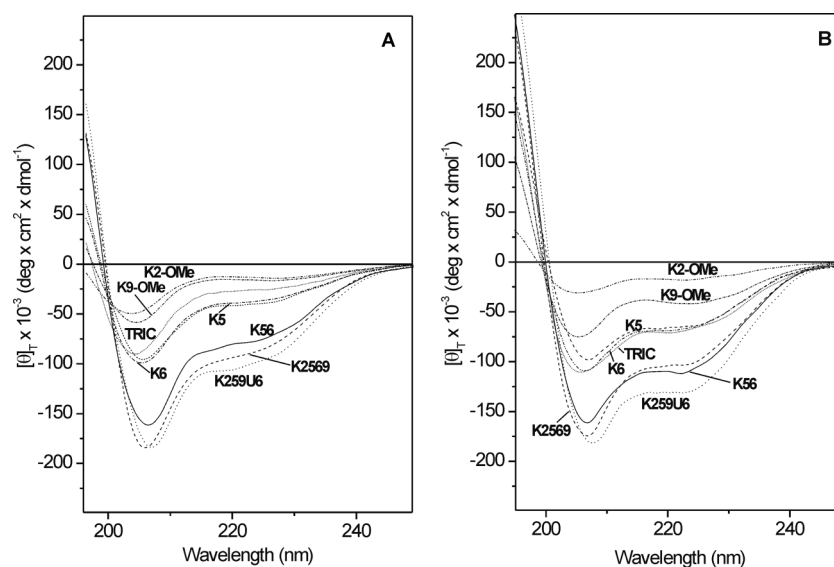 A
[θ]T x 10⁻³ (deg x cm² x dmol⁻¹)
200
150
100
50
0
-50
-100
-150
-200
K2-OMe
K9-OMe
TRIC
K5
K6
K56
K2569
K259U6
200
220
240
Wavelength (nm)
B
[θ]T x 10⁻³ (deg x cm² x dmol⁻¹)
200
150
100
50
0
-50
-100
-150
-200
K2-OMe
K9-OMe
K5
TRIC
K6
K56
K259U6
K2569
200
220
240
Wavelength (nm)